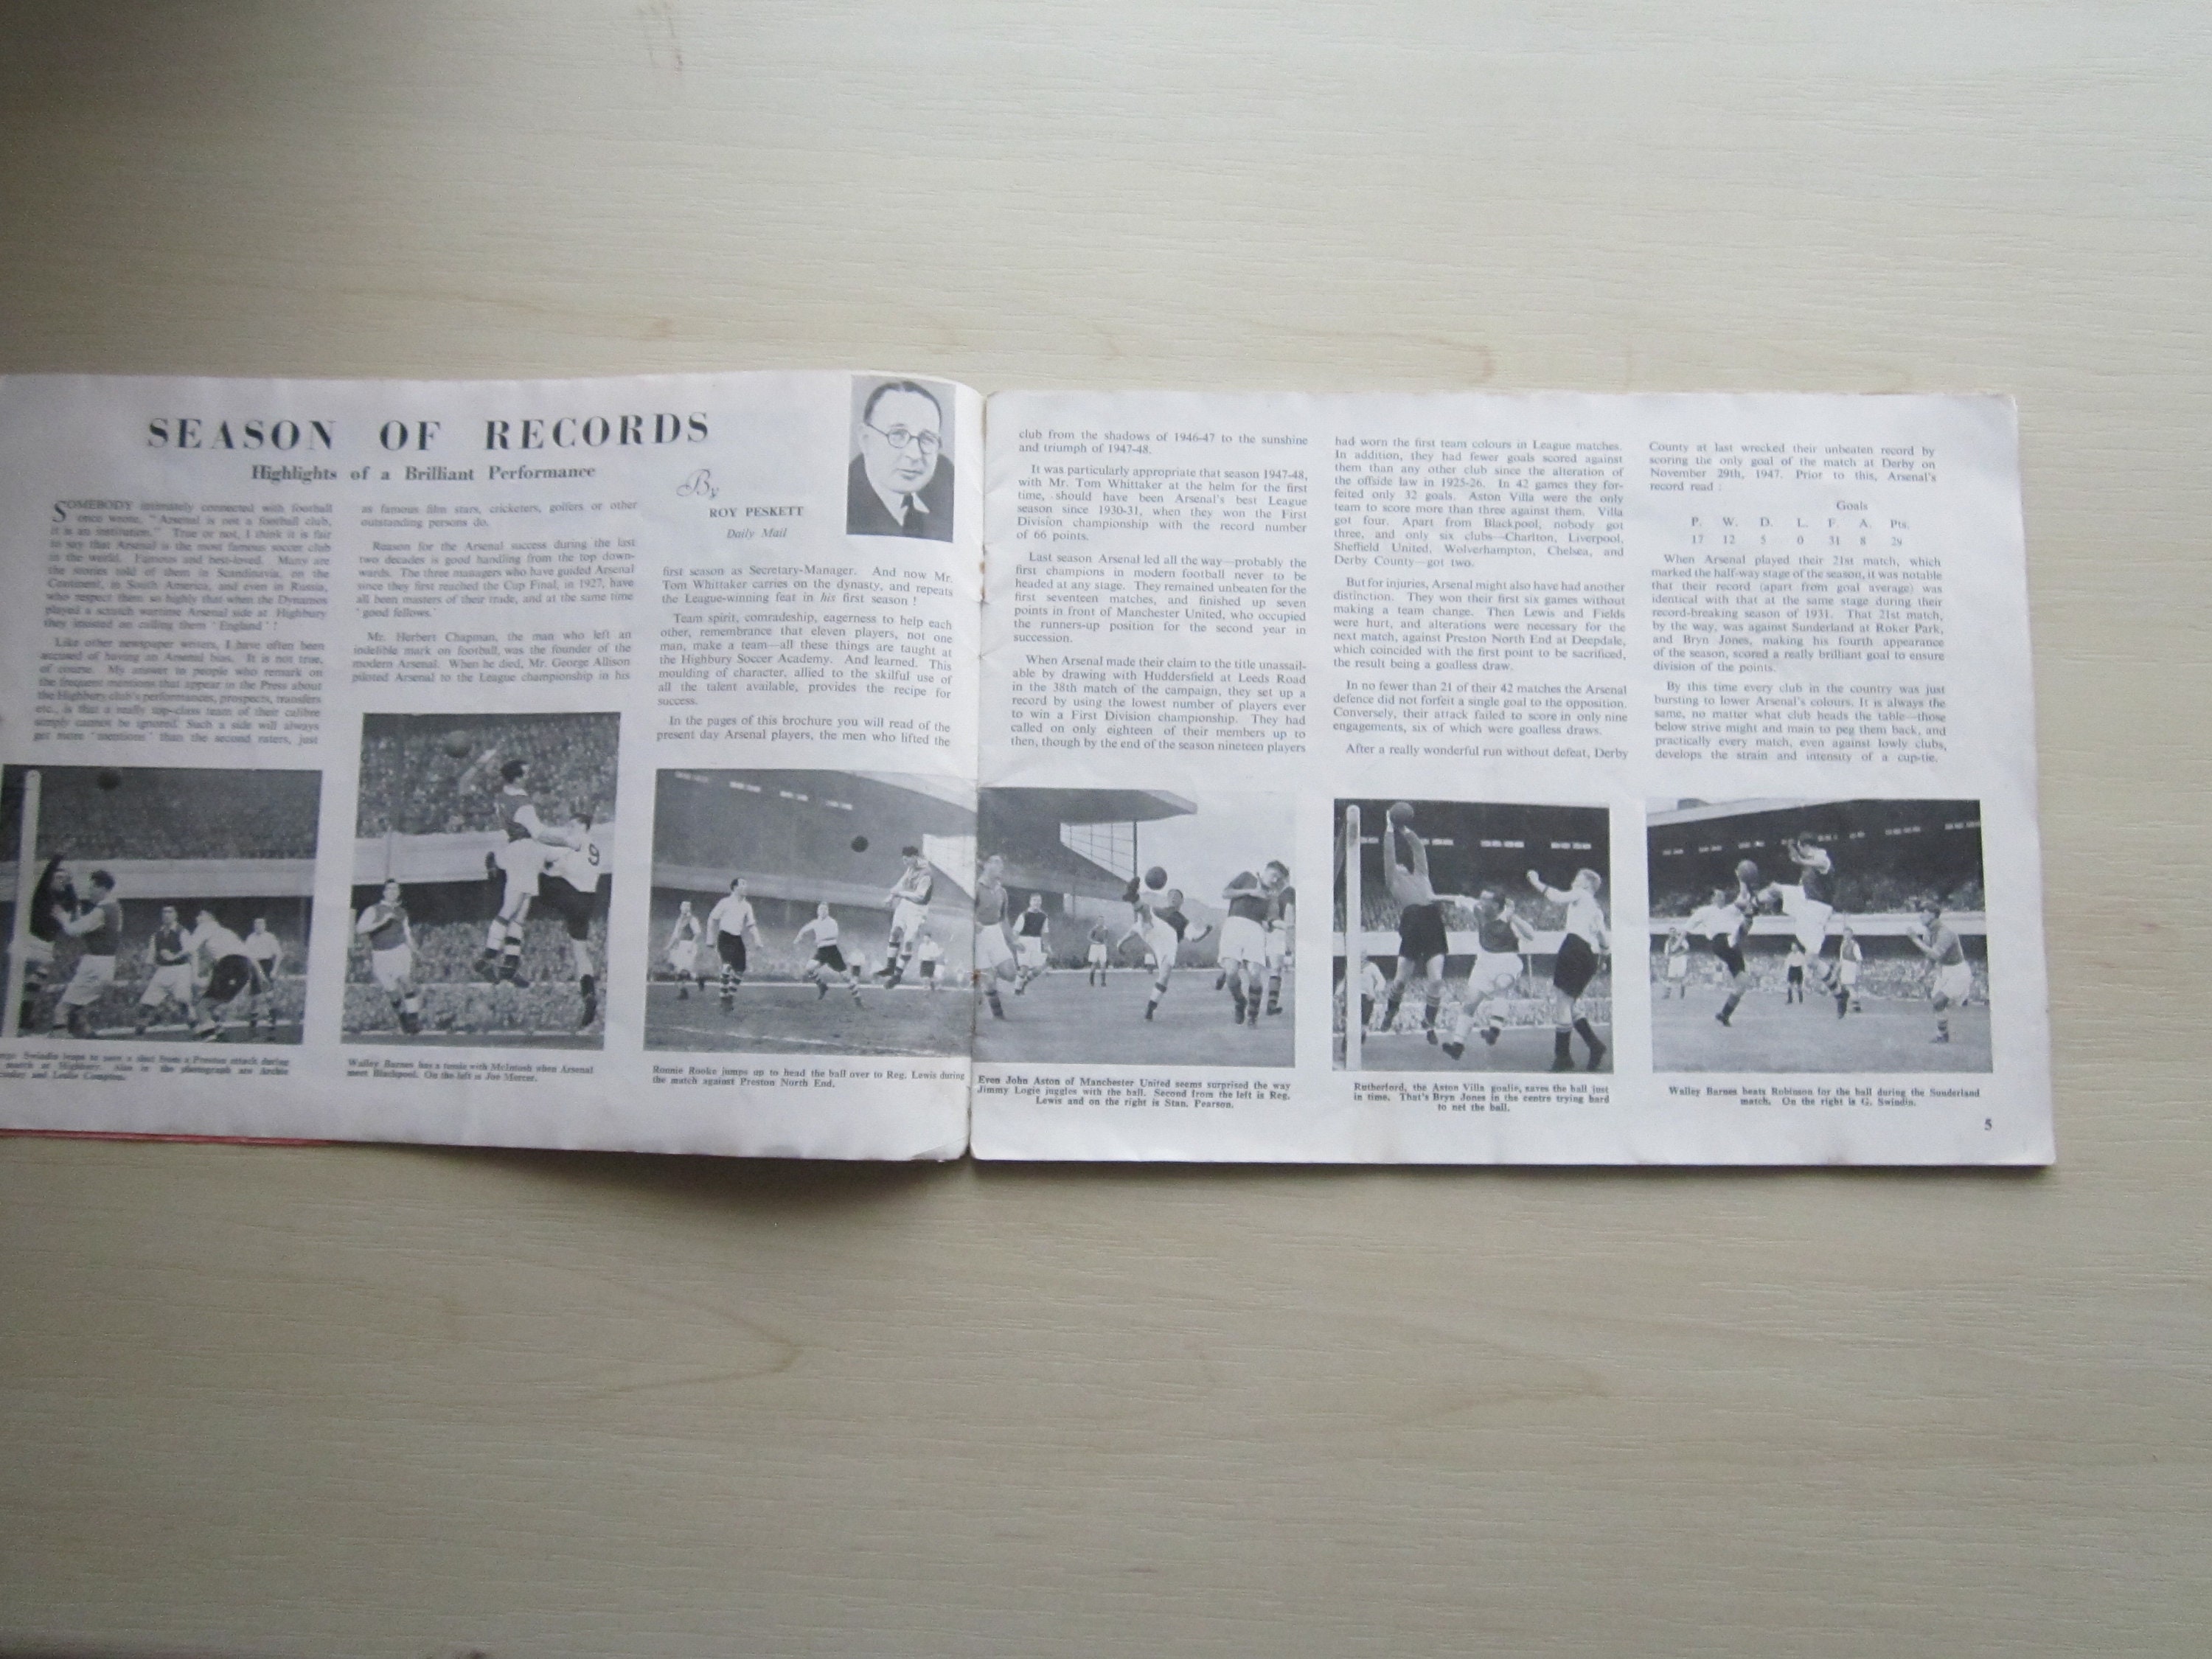 SEASON OF RECORDS
Highlights of a Brilliant Performance
By
ROY PESKETT
Daily Mail
SOMEBODY intimately connected with football
once wrote, "Arsenal is not a football club,
it is an institution." True or not, I think it is fair
to say that Arsenal is the most famous soccer club
in the world. Famous and best-loved. Many are
the stories told of them in Scandinavia, on the
Continent, in South America, and even in Russia,
who respect them so highly that when the Dynamos
played a scratch wartime Arsenal side at Highbury
they insisted on calling them 'England'!
Like other newspaper writers, I have often been
accused of having an Arsenal bias. It is not true,
of course. My answer to people who remark on
the frequent mentions that appear in the Press about
the Highbury club's performances, prospects, transfers
etc., is that a really top-class team of their calibre
simply cannot be ignored. Such a side will always
get more 'mentions' than the second raters, just
as famous film stars, cricketers, golfers or other
outstanding persons do.
Reason for the Arsenal success during the last
two decades is good handling from the top down-
wards. The three managers who have guided Arsenal
since they first reached the Cup Final, in 1927, have
all been masters of their trade, and at the same time
'good fellows.'
Mr. Herbert Chapman, the man who left an
indelible mark on football, was the founder of the
modern Arsenal. When he died, Mr. George Allison
piloted Arsenal to the League championship in his
first season as Secretary-Manager. And now Mr.
Tom Whittaker carries on the dynasty, and repeats
the League-winning feat in his first season !
Team spirit, comradeship, eagerness to help each
other, remembrance that eleven players, not one
man, make a team—all these things are taught at
the Highbury Soccer Academy. And learned. This
moulding of character, allied to the skilful use of
all the talent available, provides the recipe for
success.
In the pages of this brochure you will read of the
present day Arsenal players, the men who lifted the
9
Swindin leaps to save a shot from a Preston attack during
match at Highbury. Also in the photograph are Archie
and Leslie Compton.
Walley Barnes has a tussle with McIntosh when Arsenal
meet Blackpool. On the left is Joe Mercer.
Ronnie Rooke jumps up to head the ball over to Reg. Lewis during
the match against Preston North End.
club from the shadows of 1946-47 to the sunshine
and triumph of 1947-48.
It was particularly appropriate that season 1947-48,
with Mr. Tom Whittaker at the helm for the first
time, should have been Arsenal's best League
season since 1930-31, when they won the First
Division championship with the record number
of 66 points.
Last season Arsenal led all the way—probably the
first champions in modern football never to be
headed at any stage. They remained unbeaten for the
first seventeen matches, and finished up seven
points in front of Manchester United, who occupied
the runners-up position for the second year in
succession.
When Arsenal made their claim to the title unassail-
able by drawing with Huddersfield at Leeds Road
in the 38th match of the campaign, they set up a
record by using the lowest number of players ever
to win a First Division championship. They had
called on only eighteen of their members up to
then, though by the end of the season nineteen players
had worn the first team colours in League matches.
In addition, they had fewer goals scored against
them than any other club since the alteration of
the offside law in 1925-26. In 42 games they for-
feited only 32 goals. Aston Villa were the only
team to score more than three against them. Villa
got four. Apart from Blackpool, nobody got
three, and only six clubs—Charlton, Liverpool,
Sheffield United, Wolverhampton, Chelsea, and
Derby County—got two.
But for injuries, Arsenal might also have had another
distinction. They won their first six games without
making a team change. Then Lewis and Fields
were hurt, and alterations were necessary for the
next match, against Preston North End at Deepdale,
which coincided with the first point to be sacrificed,
the result being a goalless draw.
In no fewer than 21 of their 42 matches the Arsenal
defence did not forfeit a single goal to the opposition.
Conversely, their attack failed to score in only nine
engagements, six of which were goalless draws.
After a really wonderful run without defeat, Derby
County at last wrecked their unbeaten record by
scoring the only goal of the match at Derby on
November 29th, 1947. Prior to this, Arsenal's
record read :
Goals
P. W. D. L. F. A. Pts.
17 12 5 0 31 8 29
When Arsenal played their 21st match, which
marked the half-way stage of the season, it was notable
that their record (apart from goal average) was
identical with that at the same stage during their
record-breaking season of 1931. That 21st match,
by the way, was against Sunderland at Roker Park,
and Bryn Jones, making his fourth appearance
of the season, scored a really brilliant goal to ensure
division of the points.
By this time every club in the country was just
bursting to lower Arsenal's colours. It is always the
same, no matter what club heads the table—those
below strive might and main to peg them back, and
practically every match, even against lowly clubs,
develops the strain and intensity of a cup-tie.
Even John Aston of Manchester United seems surprised the way
Jimmy Logie juggles with the ball. Second from the left is Reg.
Lewis and on the right is Stan. Pearson.
Rutherford, the Aston Villa goalie, saves the ball just
in time. That's Bryn Jones in the centre trying hard
to net the ball.
Walley Barnes beats Robinson for the ball during the Sunderland
match. On the right is G. Swindin.
5